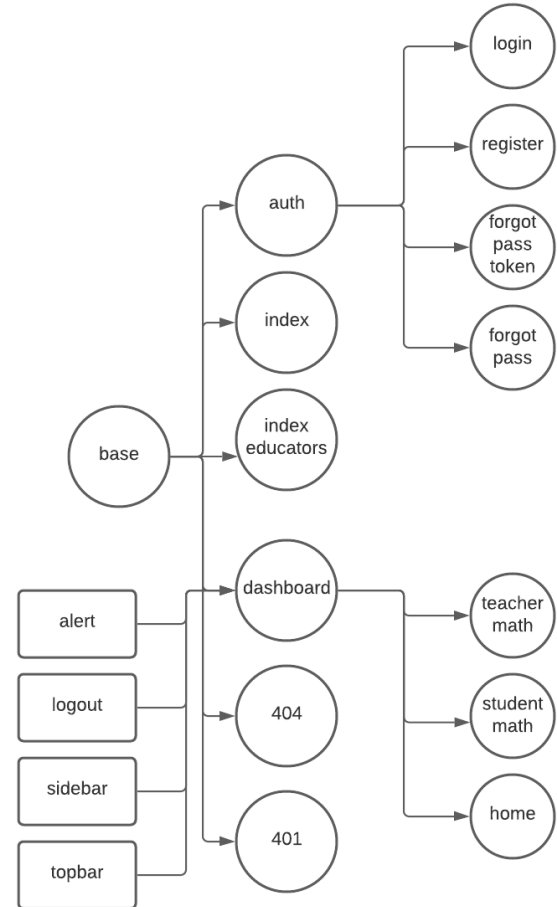 login
register
forgot
pass
token
forgot
pass
auth
index
index
educators
base
dashboard
404
401
alert
logout
sidebar
topbar
teacher
math
student
math
home